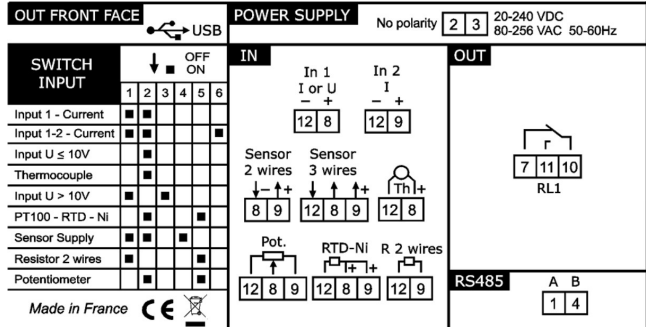 OUT FRONT FACE
USB
SWITCH INPUT
OFF
ON
1 2 3 4 5 6
Input 1 - Current
Input 1-2 - Current
Input U ≤ 10V
Thermocouple
Input U > 10V
PT100 - RTD - Ni
Sensor Supply
Resistor 2 wires
Potentiometer
Made in France CE
POWER SUPPLY
No polarity 2 3 20-240 VDC
80-256 VAC 50-60Hz
IN
In 1
I or U
− +
12 8
In 2
I
− +
12 9
Sensor
2 wires
− +
8 9
Sensor
3 wires
+
12 8 9
Th +
12 8
Pot.
12 8 9
RTD-Ni
+ +
12 8 9
R 2 wires
12 9
OUT
7 11 10
RL1
RS485
A B
1 4